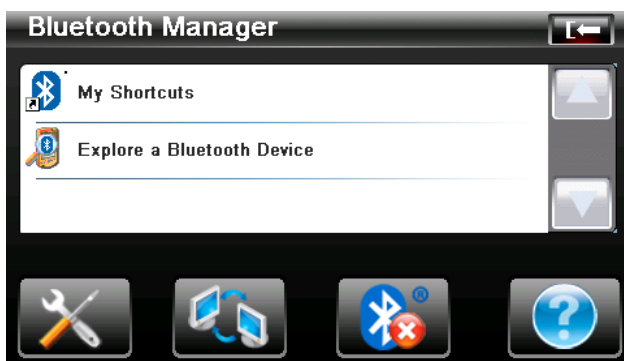 Bluetooth Manager
My Shortcuts
Explore a Bluetooth Device
®
?